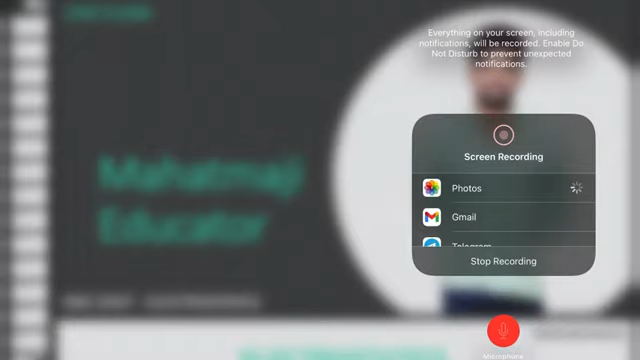 Everything on your screen, including
notifications, will be recorded. Enable Do
Not Disturb to prevent unexpected
notifications.
Mahatmaji
Educator
Screen Recording
Photos
Gmail
Telegram
Stop Recording
Microphone